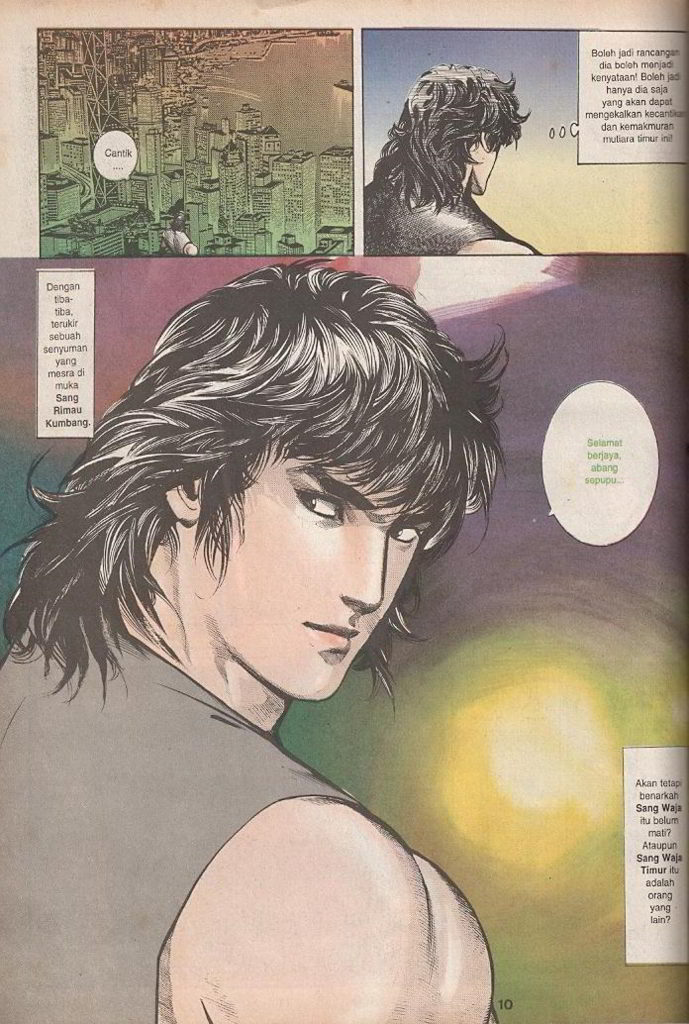 Cantik
....
Boleh jadi rancangan
dia boleh menjadi
kenyataan! Boleh jadi
hanya dia saja
yang akan dapat
mengekalkan kecantikan
dan kemakmuran
mutiara timur ini!
Dengan
tiba-
tiba,
terukir
sebuah
senyuman
yang
mesra di
muka
Sang
Rimau
Kumbang.
Selamat
berjaya,
abang
sepupu...
Akan tetapi
benarkah
Sang Waja
itu belum
mati?
Ataupun
Sang Waja
Timur itu
adalah
orang
yang
lain?
10